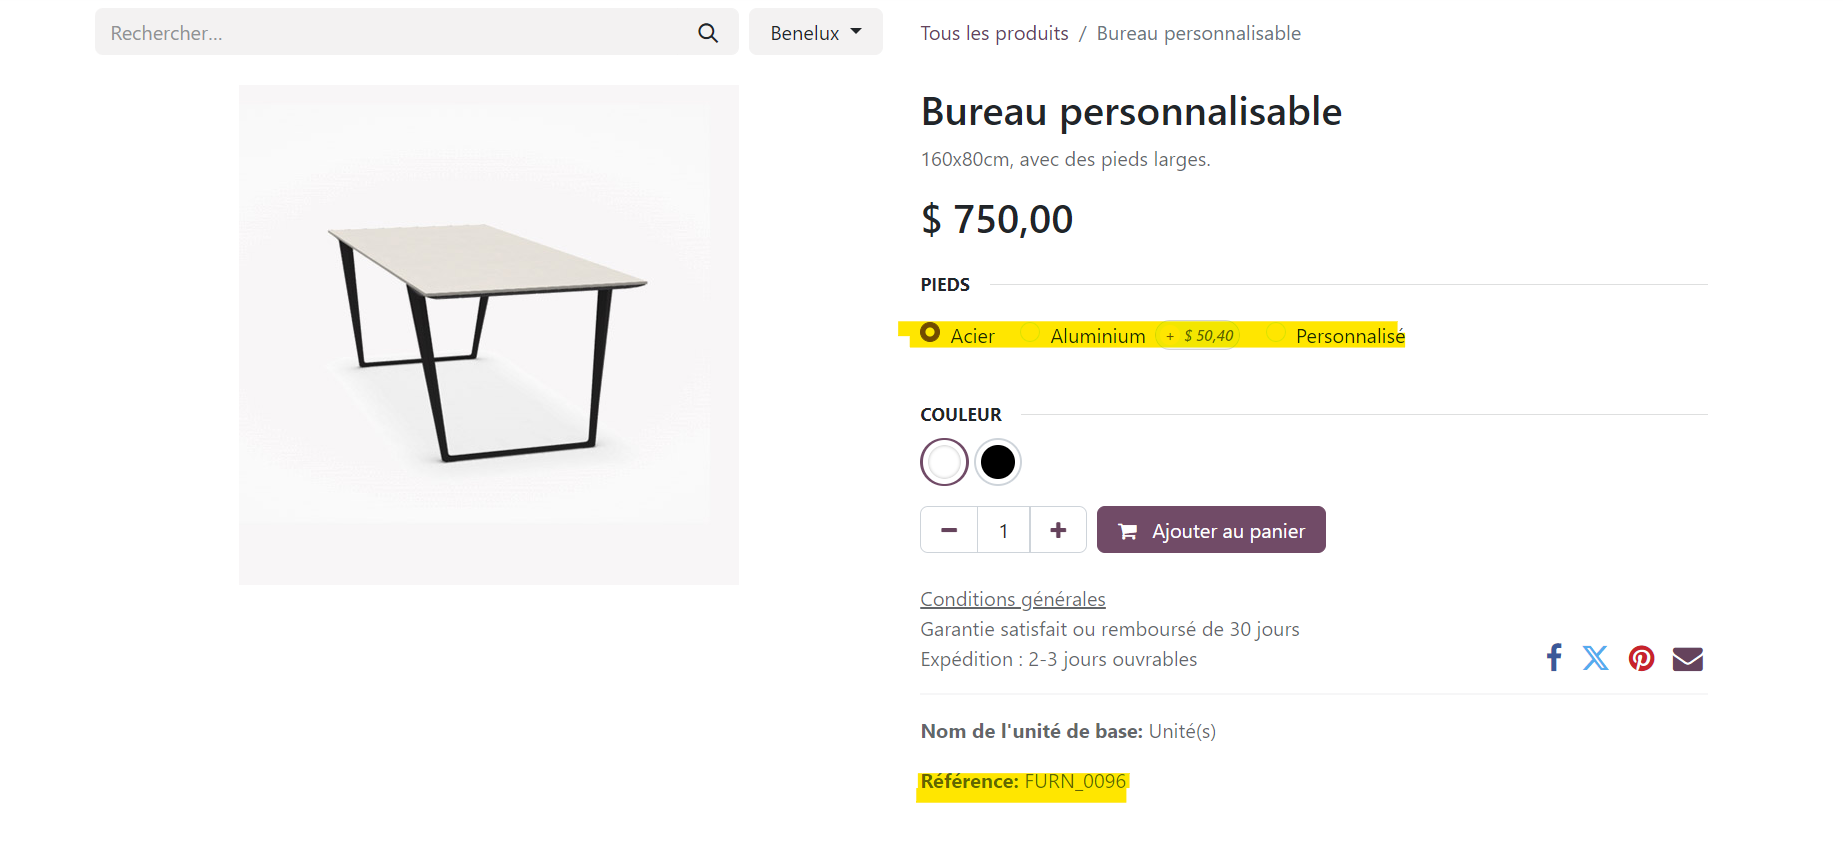 Rechercher...
Benelux
Tous les produits / Bureau personnalisable
Bureau personnalisable
160x80cm, avec des pieds larges.
$ 750,00
PIEDS
Acier Aluminium + $ 50,40 Personnalisé
COULEUR
1
Ajouter au panier
Conditions générales
Garantie satisfait ou remboursé de 30 jours
Expédition : 2-3 jours ouvrables
Nom de l'unité de base: Unité(s)
Référence: FURN_0096